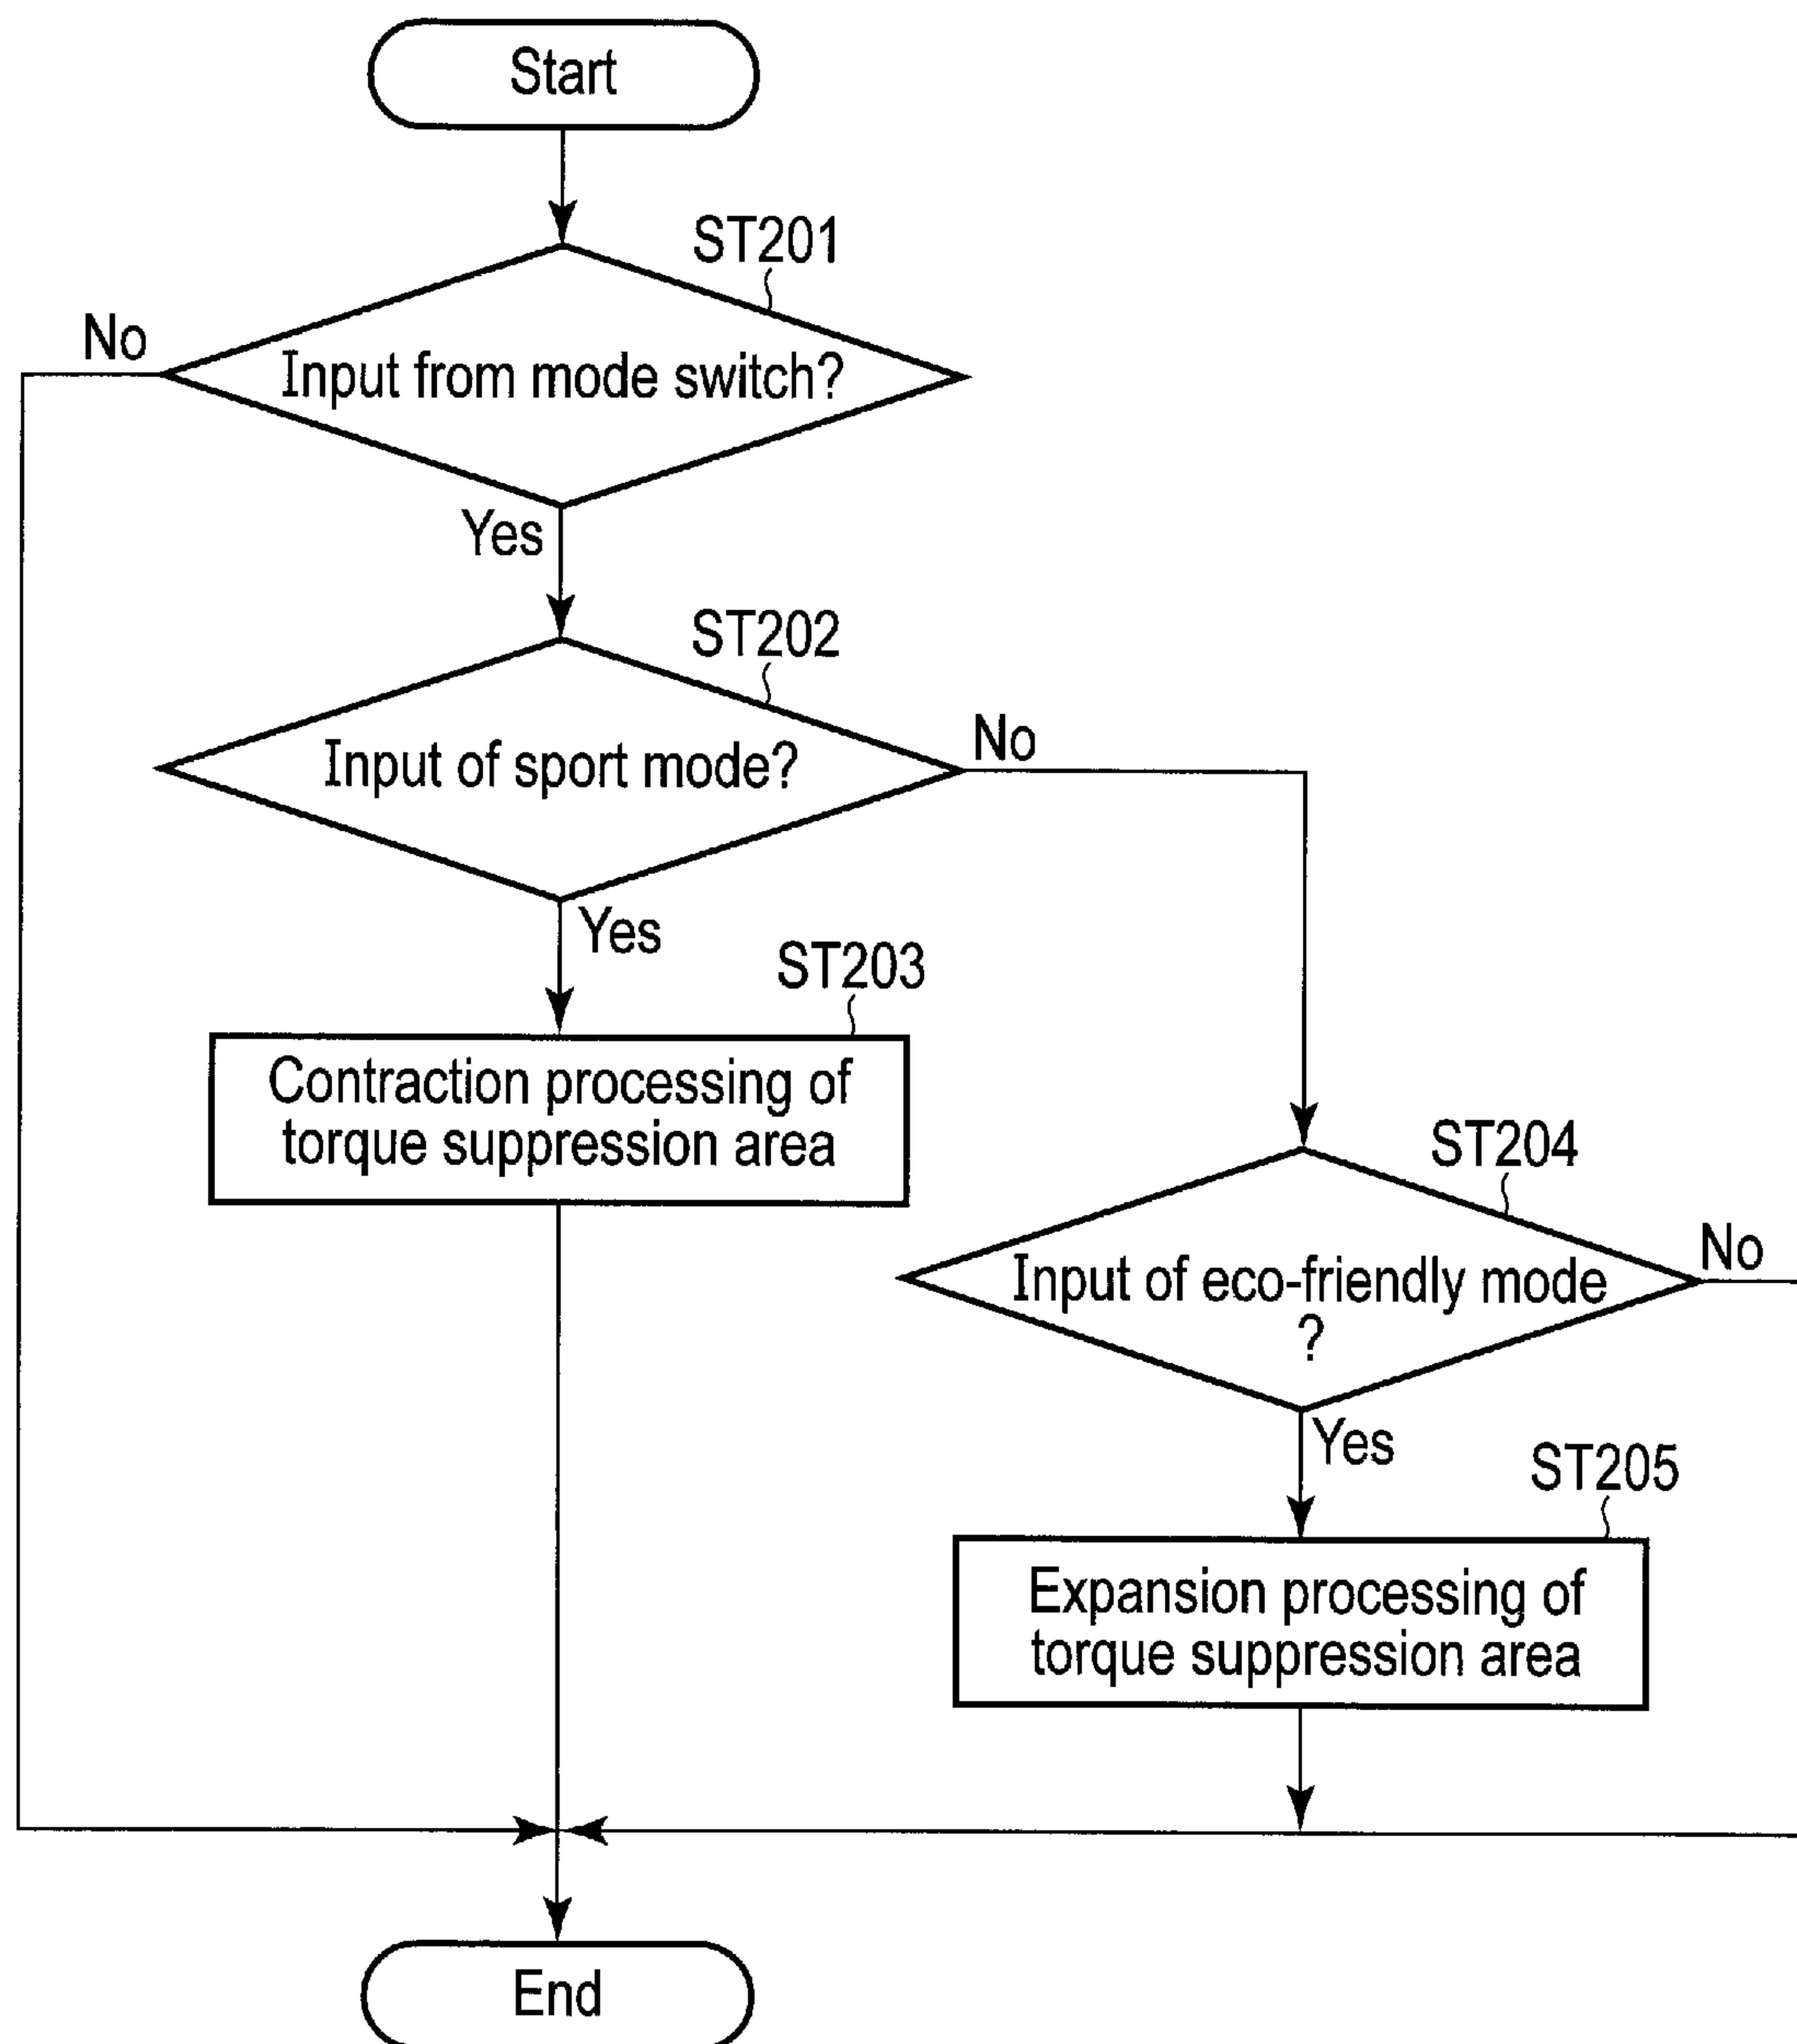 Start
ST201
No
Input from mode switch?
Yes
ST202
No
Input of sport mode?
Yes
ST203
Contraction processing of
torque suppression area
ST204
No
Input of eco-friendly mode
?
Yes
ST205
Expansion processing of
torque suppression area
End